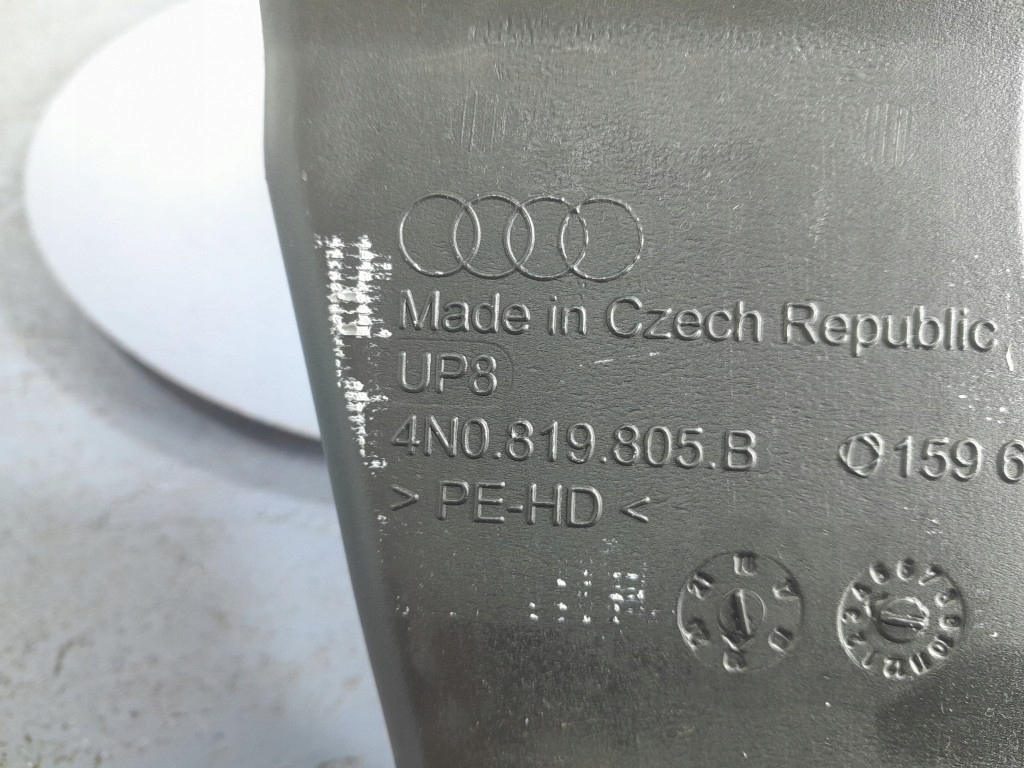 Made in Czech Republic
UP8
4N0.819.805.B 159 6
> PE-HD <